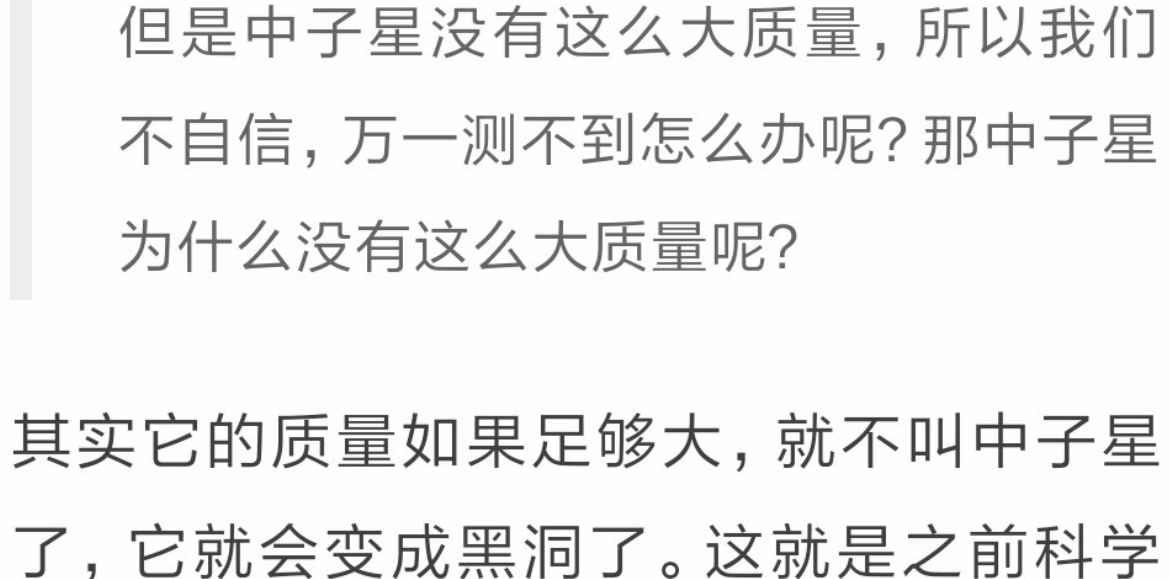 但是中子星没有这么大质量，所以我们
不自信，万一测不到怎么办呢？那中子星
为什么没有这么大质量呢？
其实它的质量如果足够大，就不叫中子星
了，它就会变成黑洞了。这就是之前科学